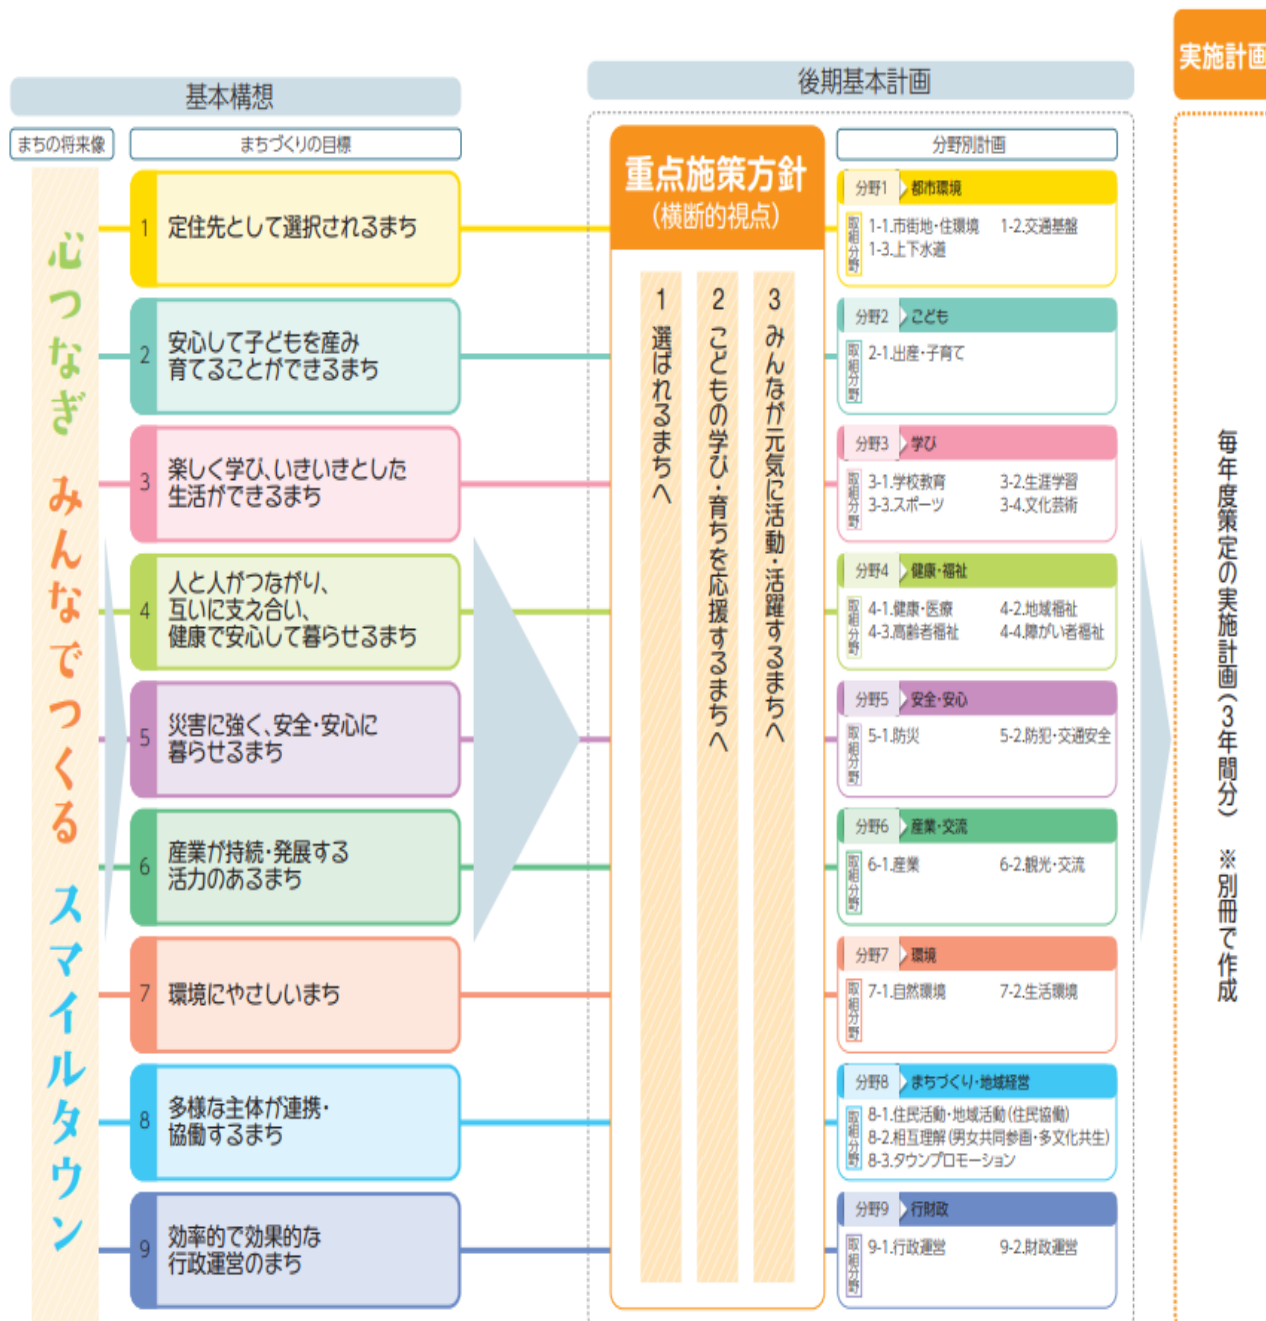 基本構想
まちの将来像
まちづくりの目標
心つなぎ みんなでつくる スマイルタウン
1 定住先として選択されるまち
2 安心して子どもを産み
育てることができるまち
3 楽しく学び、いきいきとした
生活ができるまち
4 人と人がつながり、
互いに支え合い、
健康で安心して暮らせるまち
5 災害に強く、安全・安心に
暮らせるまち
6 産業が持続・発展する
活力のあるまち
7 環境にやさしいまち
8 多様な主体が連携・
協働するまち
9 効率的で効果的な
行政運営のまち
後期基本計画
重点施策方針
(横断的視点)
1 選ばれるまちへ
2 こどもの学び・育ちを応援するまちへ
3 みんなが元気に活動・活躍するまちへ
分野別計画
分野1 都市環境
取組分野
1-1.市街地・住環境 1-2.交通基盤
1-3.上下水道
分野2 こども
取組分野
2-1.出産・子育て
分野3 学び
取組分野
3-1.学校教育 3-2.生涯学習
3-3.スポーツ 3-4.文化芸術
分野4 健康・福祉
取組分野
4-1.健康・医療 4-2.地域福祉
4-3.高齢者福祉 4-4.障がい者福祉
分野5 安全・安心
取組分野
5-1.防災 5-2.防犯・交通安全
分野6 産業・交流
取組分野
6-1.産業 6-2.観光・交流
分野7 環境
取組分野
7-1.自然環境 7-2.生活環境
分野8 まちづくり・地域経営
取組分野
8-1.住民活動・地域活動(住民協働)
8-2.相互理解(男女共同参画・多文化共生)
8-3.タウンプロモーション
分野9 行財政
取組分野
9-1.行政運営 9-2.財政運営
実施計画
毎年度策定の実施計画(3年間分) ※別冊で作成